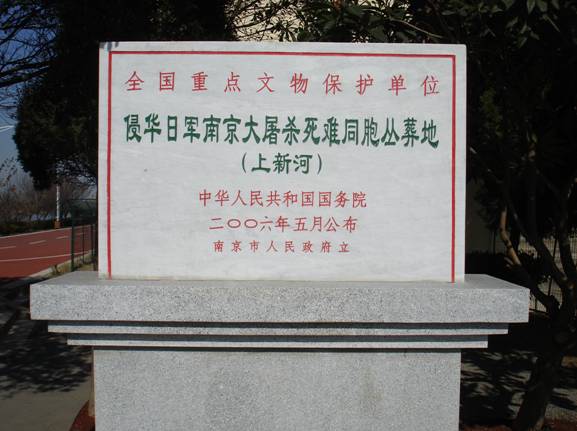 全国重点文物保护单位
侵华日军南京大屠杀死难同胞丛葬地
(上新河)
中华人民共和国国务院
二〇〇六年五月公布
南京市人民政府立